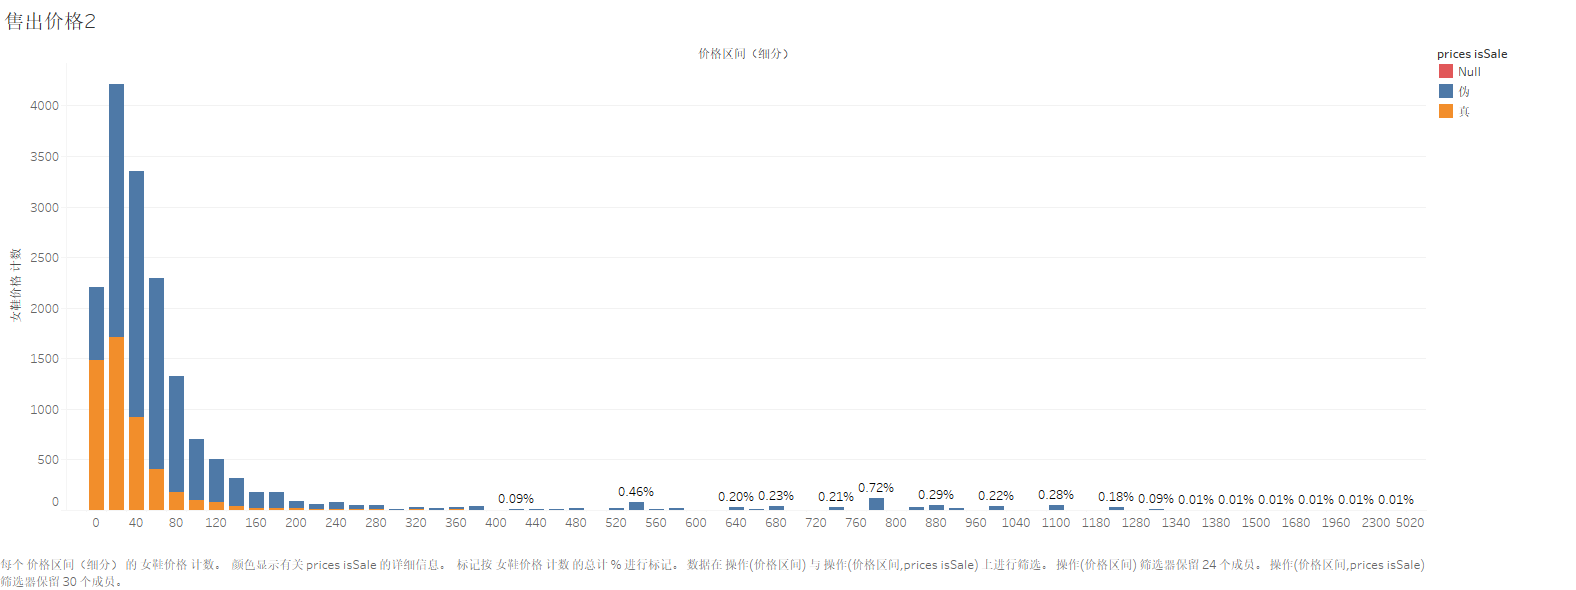 售出价格2
价格区间（细分）
prices isSale
Null
伪
真
女鞋价格 计数
4000
3500
3000
2500
2000
1500
1000
500
0
0.09% 0.46% 0.20% 0.23% 0.21% 0.72% 0.29% 0.22% 0.28% 0.18% 0.09% 0.01% 0.01% 0.01% 0.01% 0.01% 0.01%
0 40 80 120 160 200 240 280 320 360 400 440 480 520 560 600 640 680 720 760 800 880 960 1040 1100 1180 1280 1340 1380 1500 1680 1960 2300 5020
每个 价格区间（细分） 的 女鞋价格 计数。 颜色显示有关 prices isSale 的详细信息。 标记按 女鞋价格 计数 的总计 % 进行标记。 数据在 操作(价格区间) 与 操作(价格区间,prices isSale) 上进行筛选。 操作(价格区间) 筛选器保留 24 个成员。 操作(价格区间,prices isSale)
筛选器保留 30 个成员。